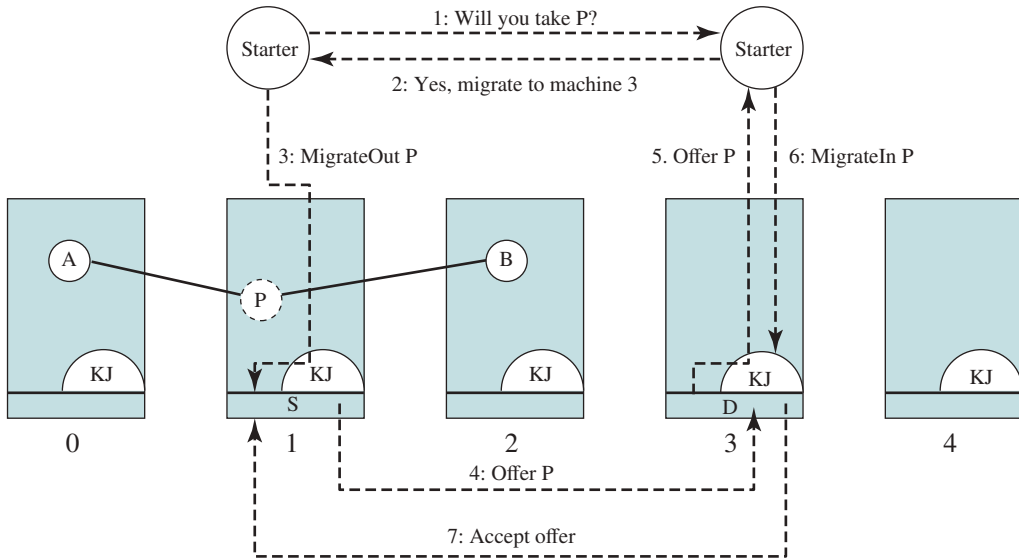 1: Will you take P?
Starter
Starter
2: Yes, migrate to machine 3
3: MigrateOut P
5. Offer P
6: MigrateIn P
A
B
P
KJ
KJ
KJ
KJ
KJ
S
D
0
1
2
3
4
4: Offer P
7: Accept offer